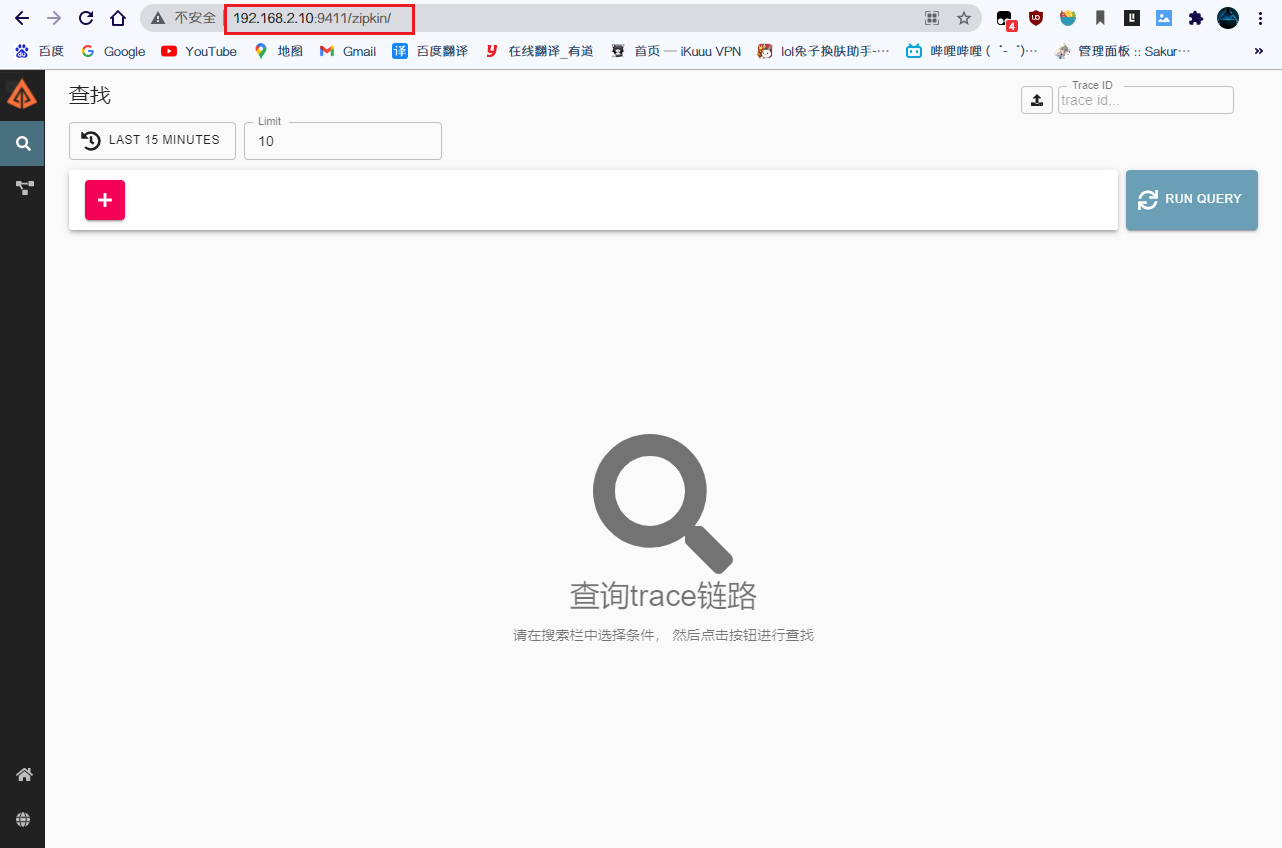 不安全 192.168.2.10:9411/zipkin/
4
百度 Google YouTube 地图 Gmail 译 百度翻译 y 在线翻译_有道 首页 — iKuuu VPN lol兔子换肤助手-… 哔哩哔哩 ( ゜- ゜)… 管理面板 :: Sakur… »
查找
Trace ID
trace id...
Limit
LAST 15 MINUTES 10
RUN QUERY
查询trace链路
请在搜索栏中选择条件， 然后点击按钮进行查找